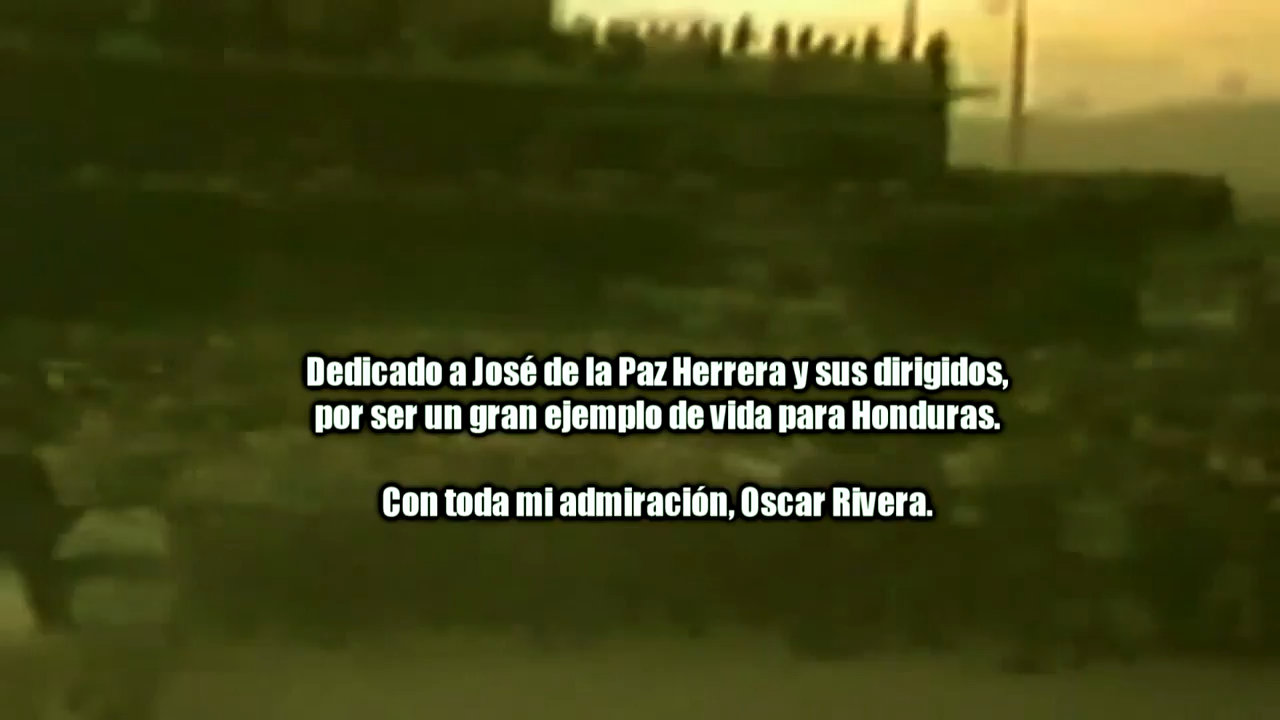 Dedicado a José de la Paz Herrera y sus dirigidos,
por ser un gran ejemplo de vida para Honduras.
Con toda mi admiración, Oscar Rivera.